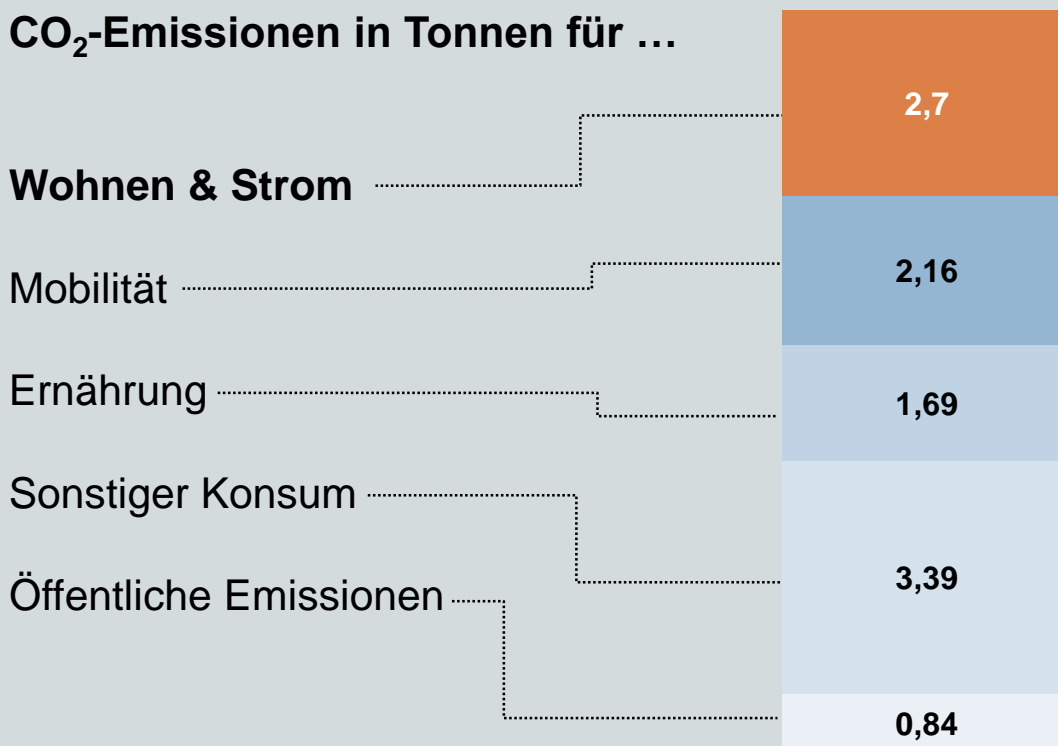 CO₂-Emissionen in Tonnen für …
2,7
Wohnen & Strom
2,16
Mobilität
Ernährung
1,69
Sonstiger Konsum
3,39
Öffentliche Emissionen
0,84